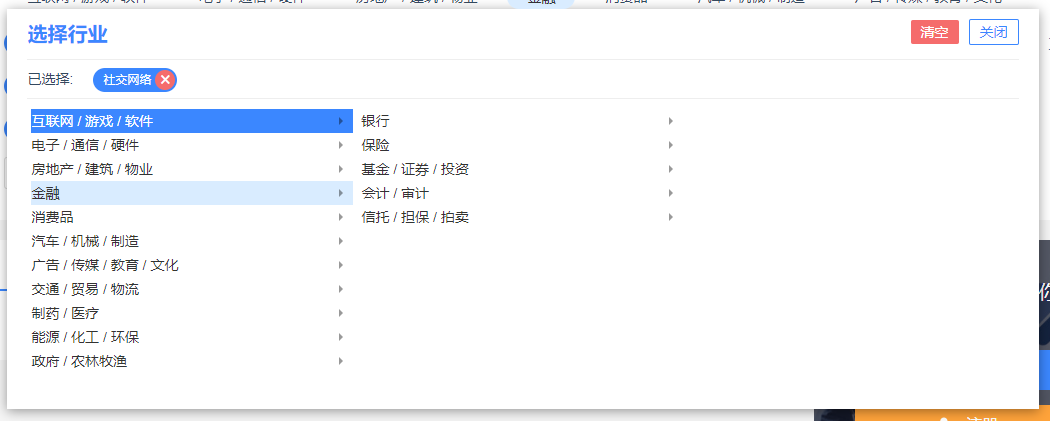 选择行业
清空
关闭
已选择:
社交网络
互联网 / 游戏 / 软件
银行
电子 / 通信 / 硬件
保险
房地产 / 建筑 / 物业
基金 / 证券 / 投资
金融
会计 / 审计
消费品
信托 / 担保 / 拍卖
汽车 / 机械 / 制造
广告 / 传媒 / 教育 / 文化
交通 / 贸易 / 物流
制药 / 医疗
能源 / 化工 / 环保
政府 / 农林牧渔